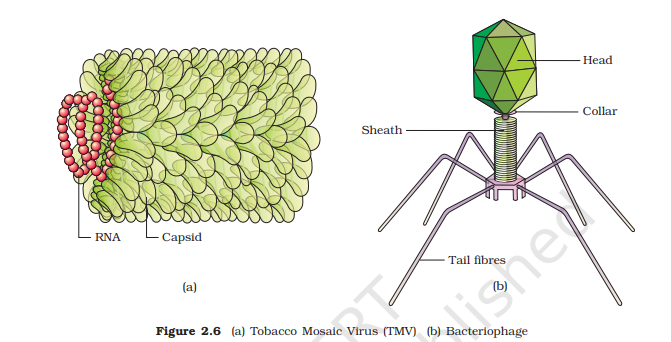 Head
Collar
Sheath
RNA
Capsid
Tail fibres
(a)
(b)
Figure 2.6 (a) Tobacco Mosaic Virus (TMV) (b) Bacteriophage